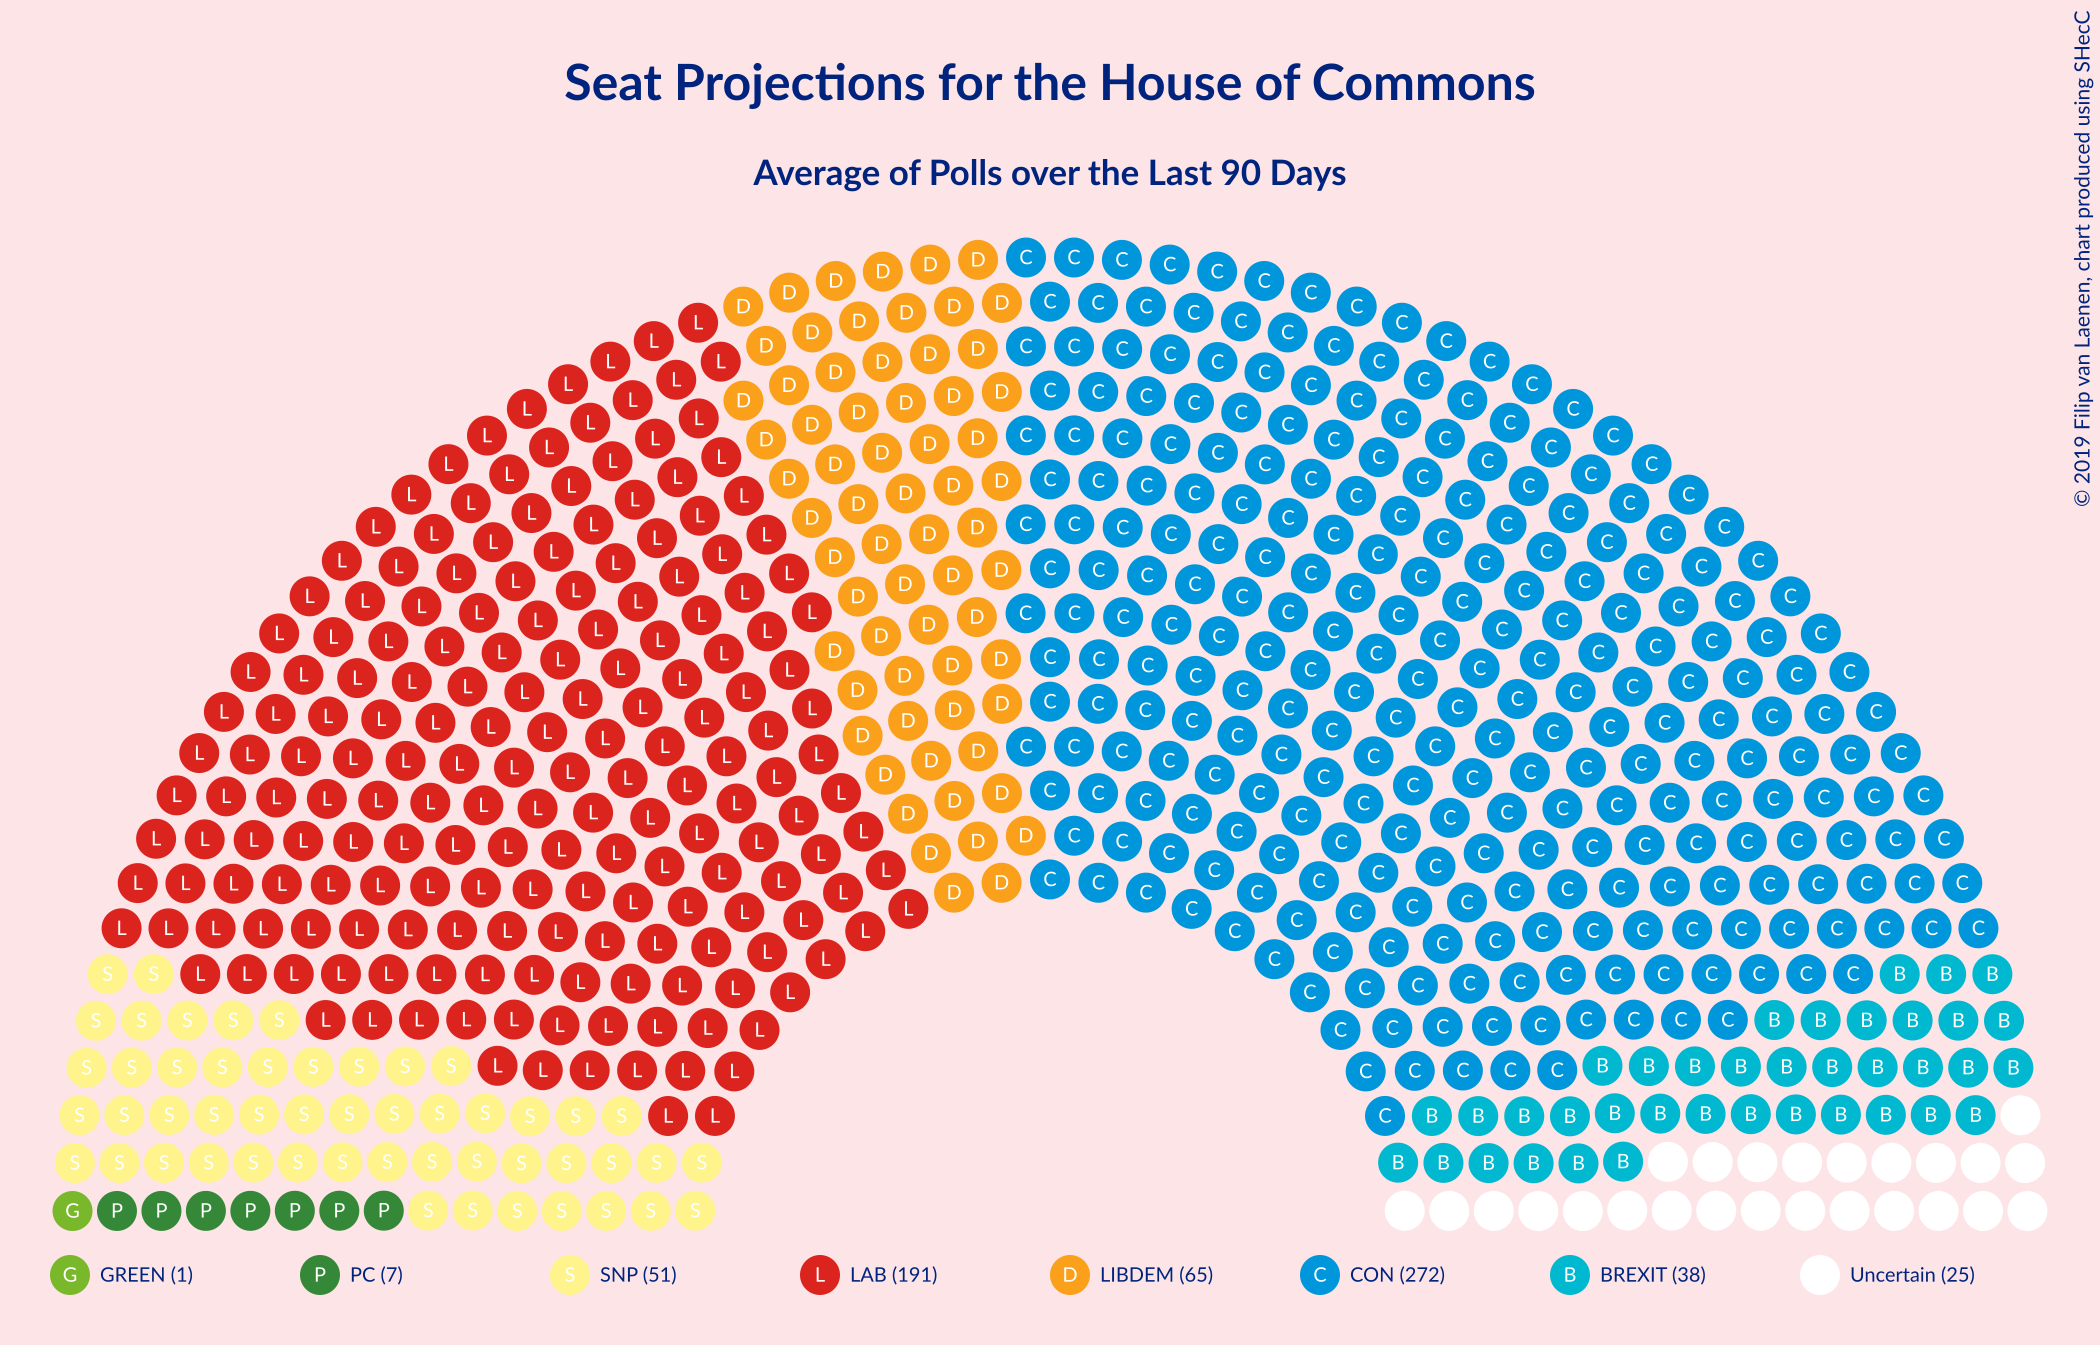 Seat Projections for the House of Commons
Average of Polls over the Last 90 Days
© 2019 Filip van Laenen, chart produced using SHecC
G GREEN (1)
P PC (7)
S SNP (51)
L LAB (191)
D LIBDEM (65)
C CON (272)
B BREXIT (38)
Uncertain (25)